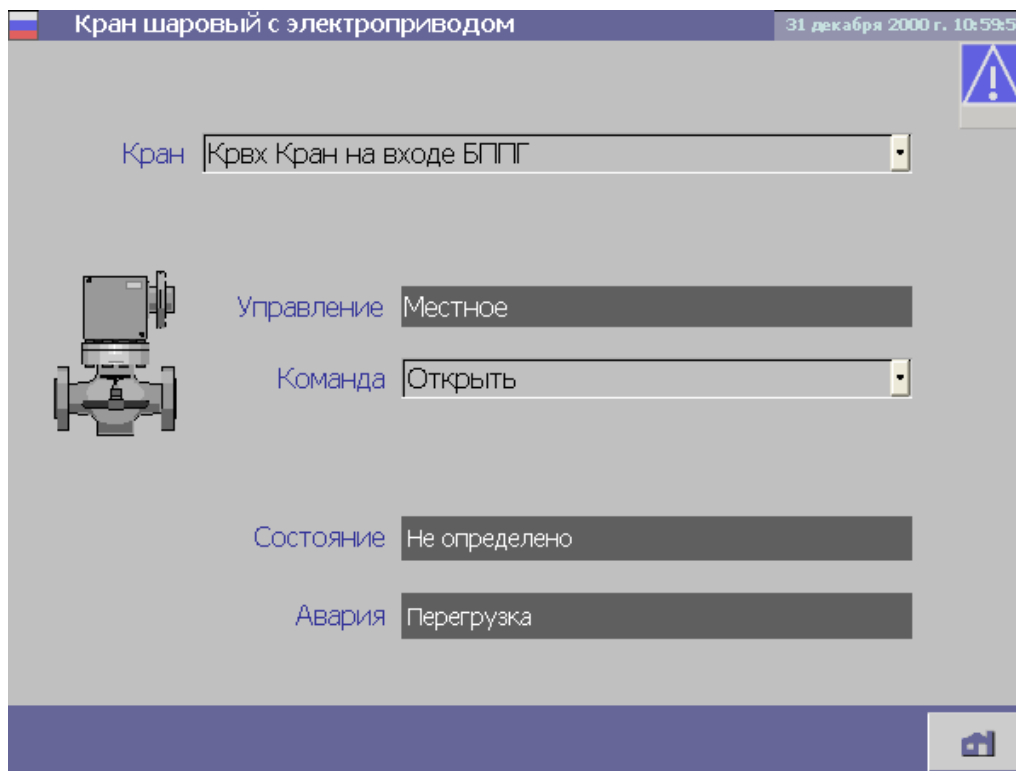 Кран шаровый с электроприводом
31 декабря 2000 г. 10:59:5
Кран Крвх Кран на входе БППГ
Управление Местное
Команда Открыть
Состояние Не определено
Авария Перегрузка